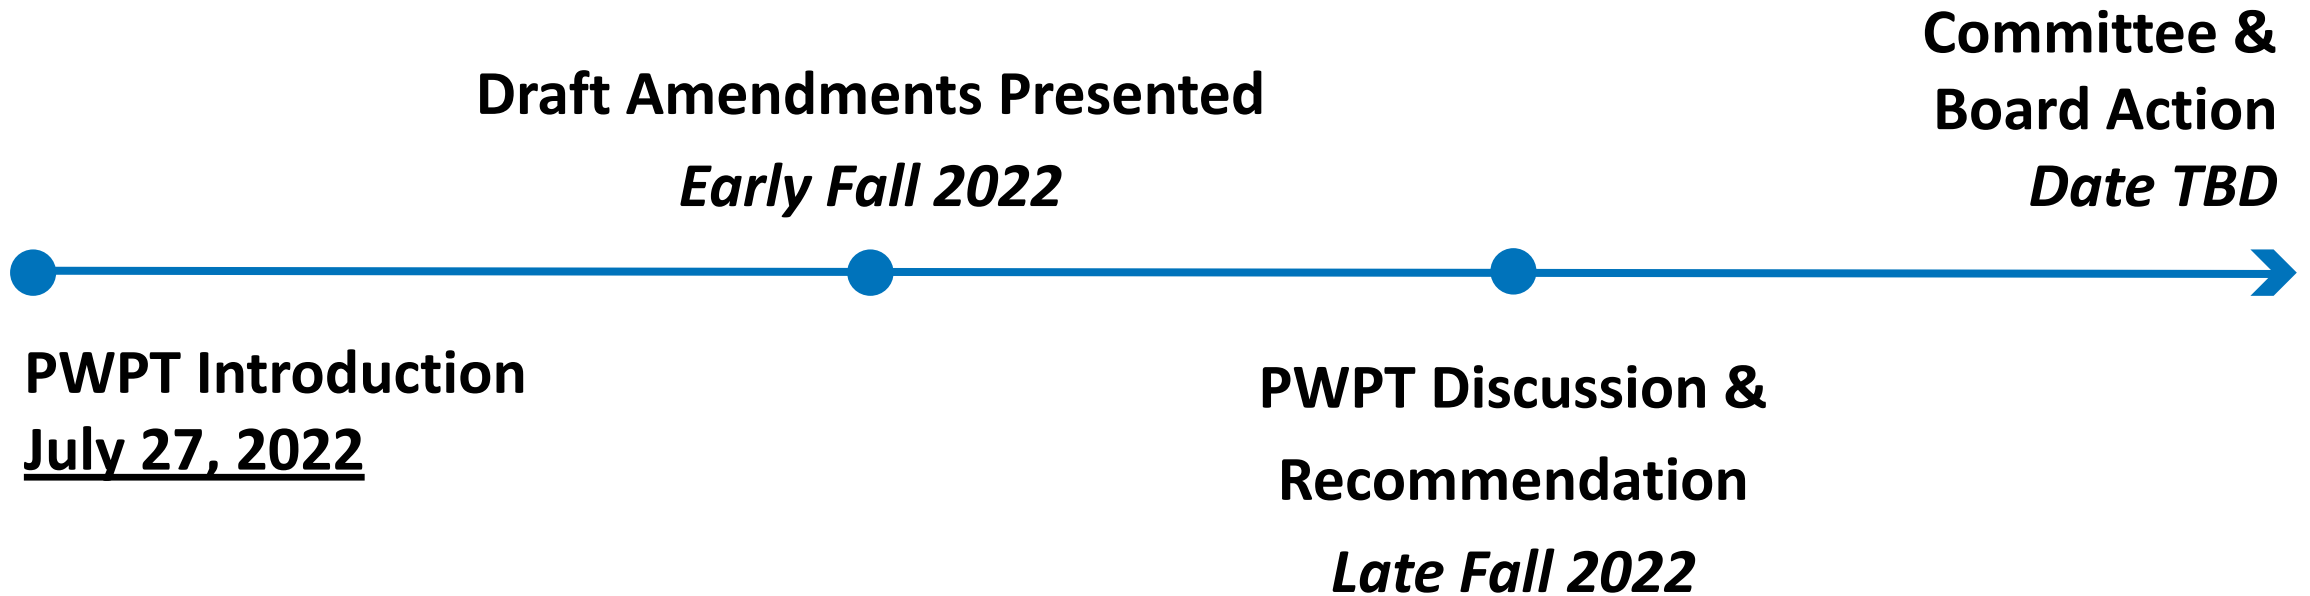 PWPT Introduction
July 27, 2022
Draft Amendments Presented
Early Fall 2022
PWPT Discussion &
Recommendation
Late Fall 2022
Committee &
Board Action
Date TBD